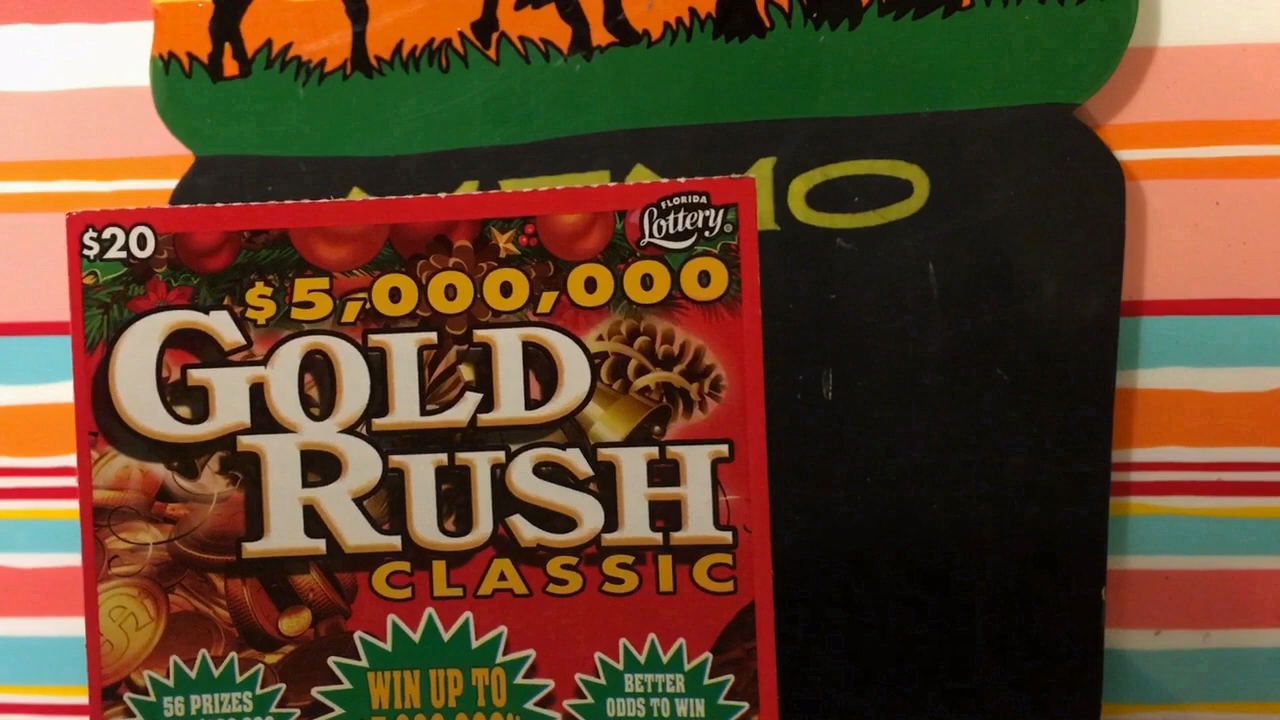 MEMO
$20
FLORIDA
Lottery
$5,000,000
GOLD
RUSH
CLASSIC
56 PRIZES
WIN UP TO
BETTER
ODDS TO WIN